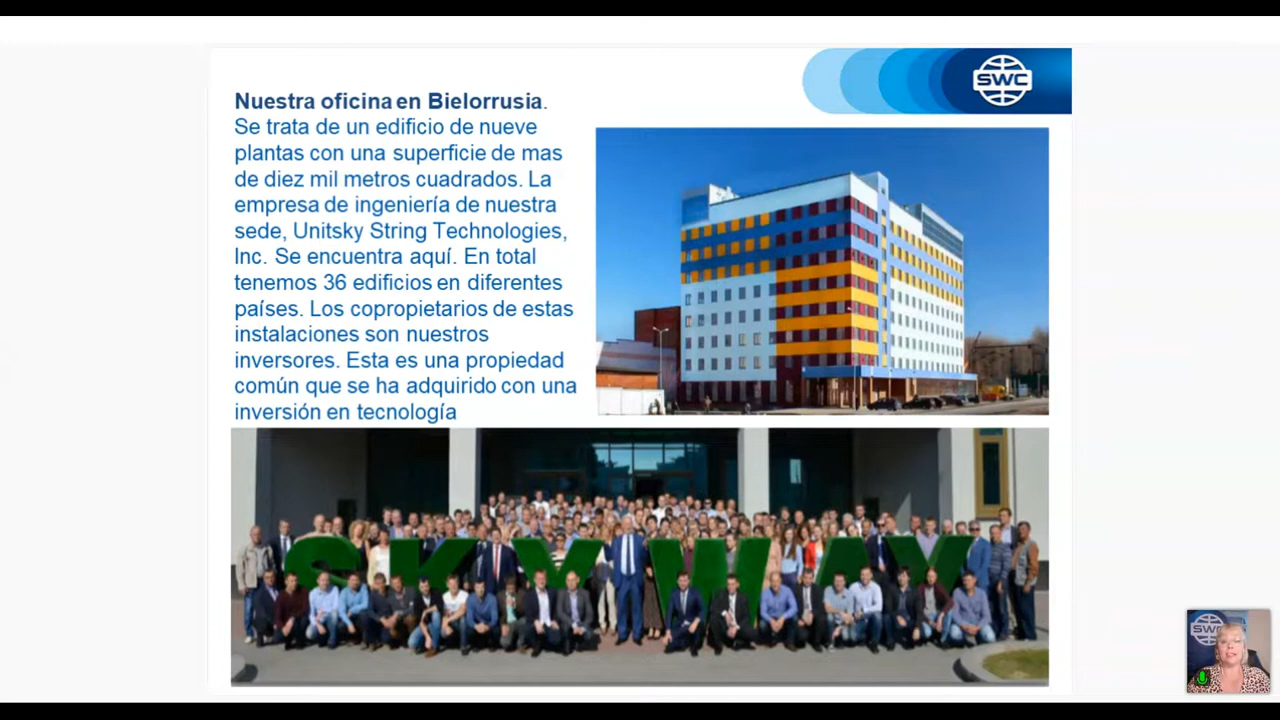 SWC
Nuestra oficina en Bielorrusia.
Se trata de un edificio de nueve
plantas con una superficie de mas
de diez mil metros cuadrados. La
empresa de ingeniería de nuestra
sede, Unitsky String Technologies,
Inc. Se encuentra aquí. En total
tenemos 36 edificios en diferentes
países. Los copropietarios de estas
instalaciones son nuestros
inversores. Esta es una propiedad
común que se ha adquirido con una
inversión en tecnología
SKY WAY
SWC